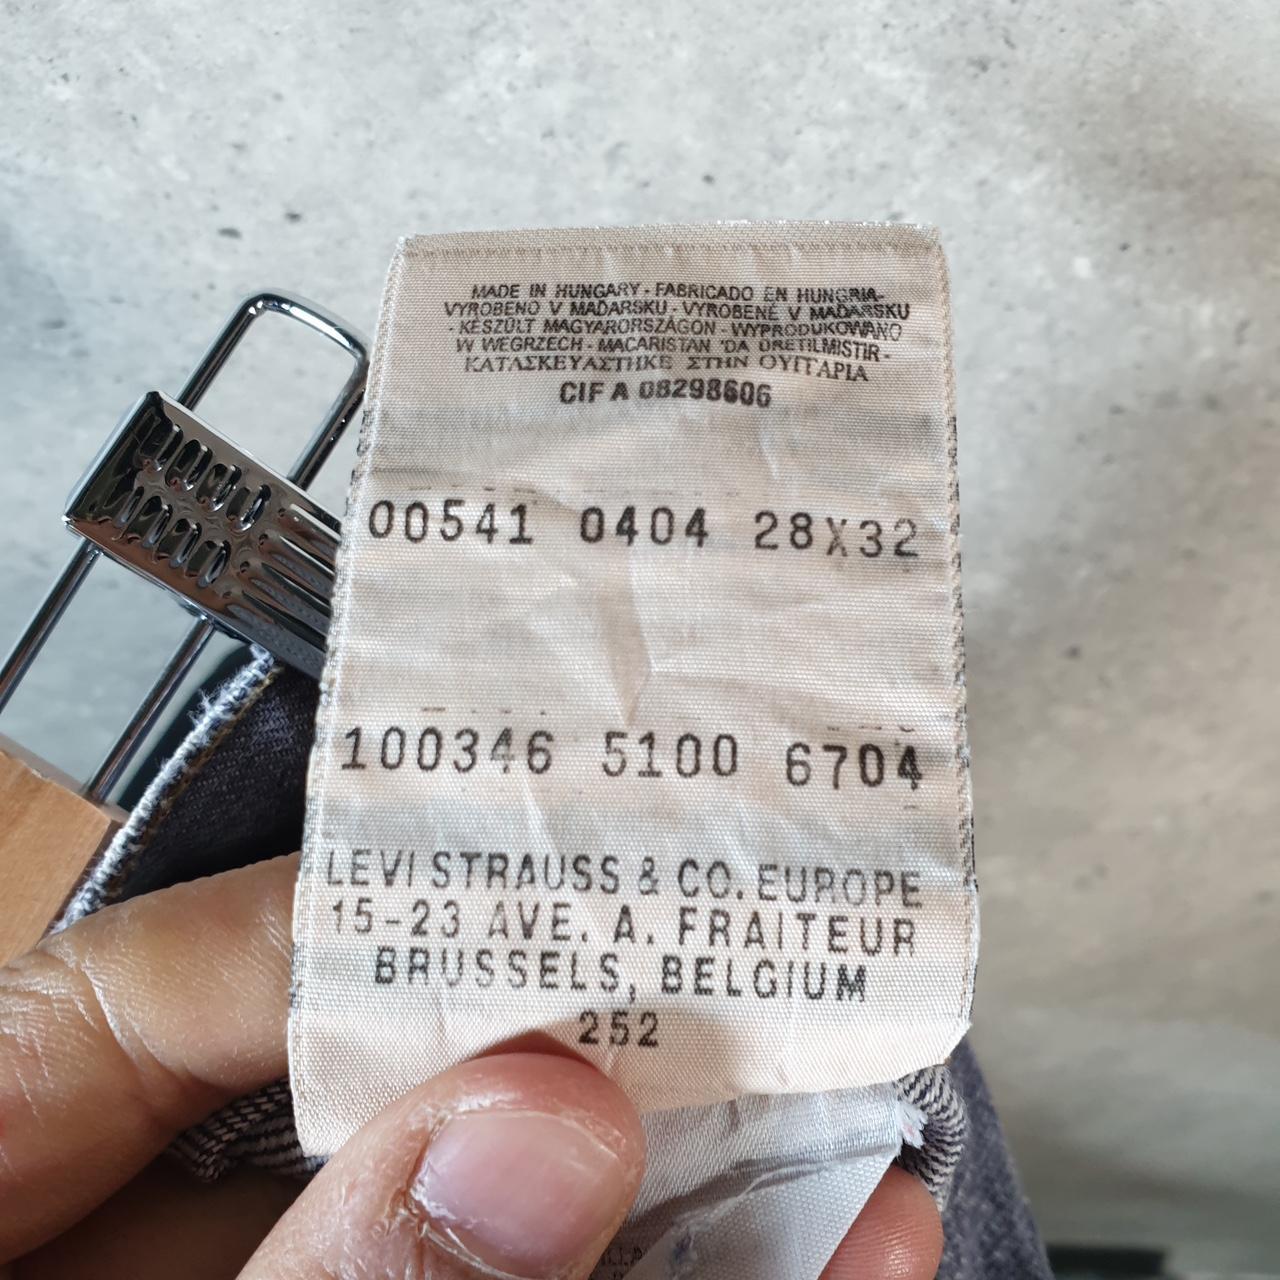 MADE IN HUNGARY - FABRICADO EN HUNGRIA-
VYROBENO V MAĎARSKU - VYROBENÉ V MAĎARSKU
- KÉSZÜLT MAGYARORSZÁGON - WYPRODUKOWANO
W WEGRZECH - MACARISTAN 'DA ÜRETILMISTIR -
ΚΑΤΑΣΚΕΥΑΣΤΗΚΕ ΣΤΗΝ ΟΥΓΓΑΡΙΑ
CIF A 08298606
00541 0404 28X32
100346 5100 6704
LEVI STRAUSS & CO. EUROPE
15-23 AVE. A. FRAITEUR
BRUSSELS, BELGIUM
252